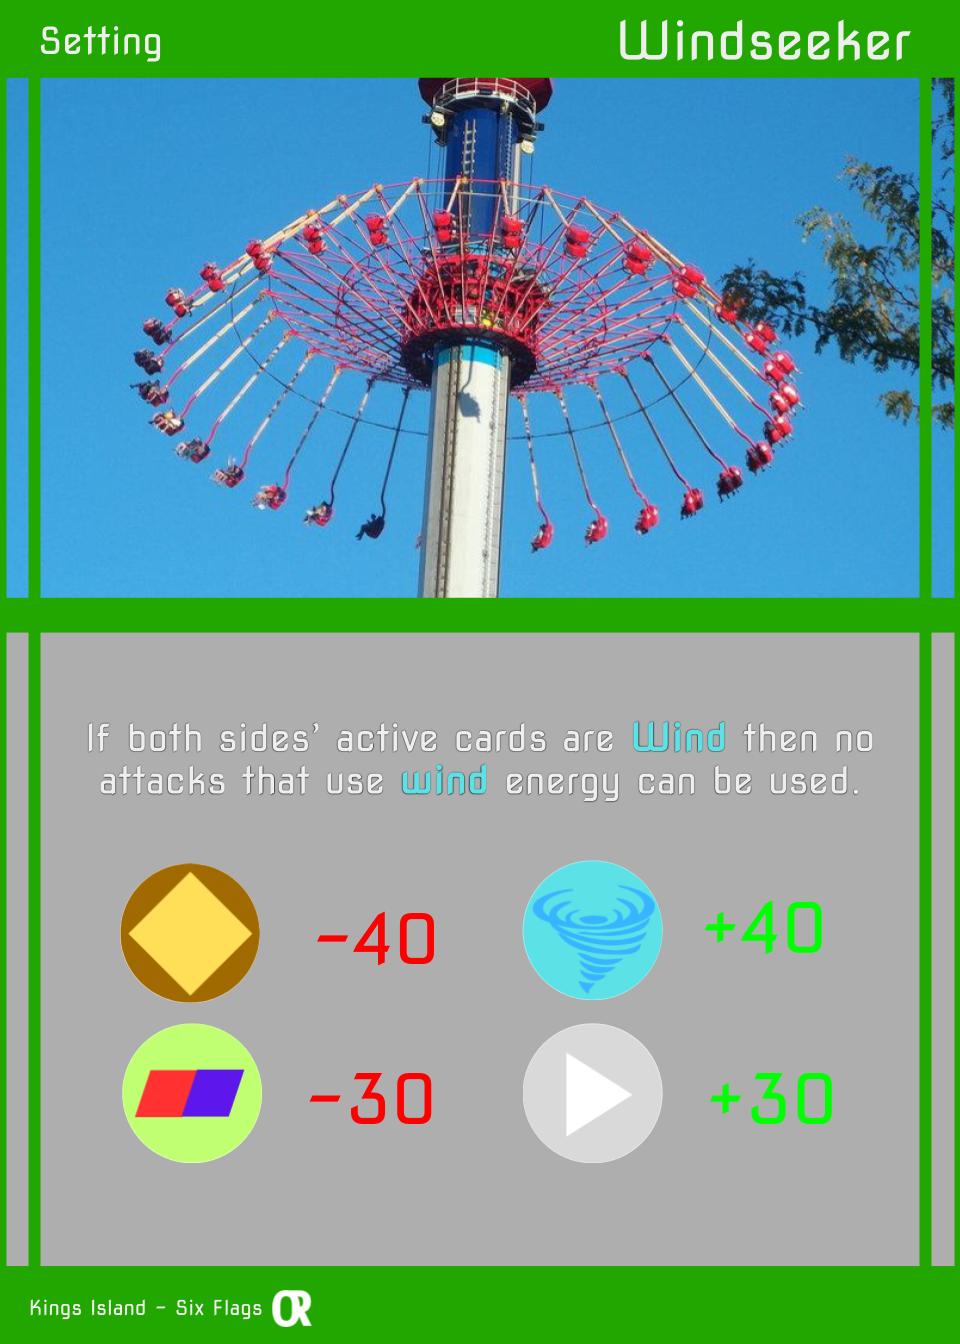 Setting
Windseeker
If both sides’ active cards are Wind then no
attacks that use wind energy can be used.
-40
+40
-30
+30
Kings Island - Six Flags OR